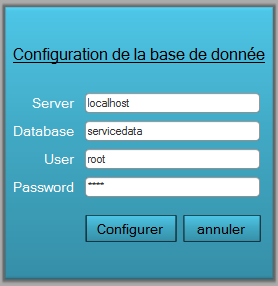 Configuration de la base de donnée
Server localhost
Database servicedata
User root
Password ****
Configurer annuler